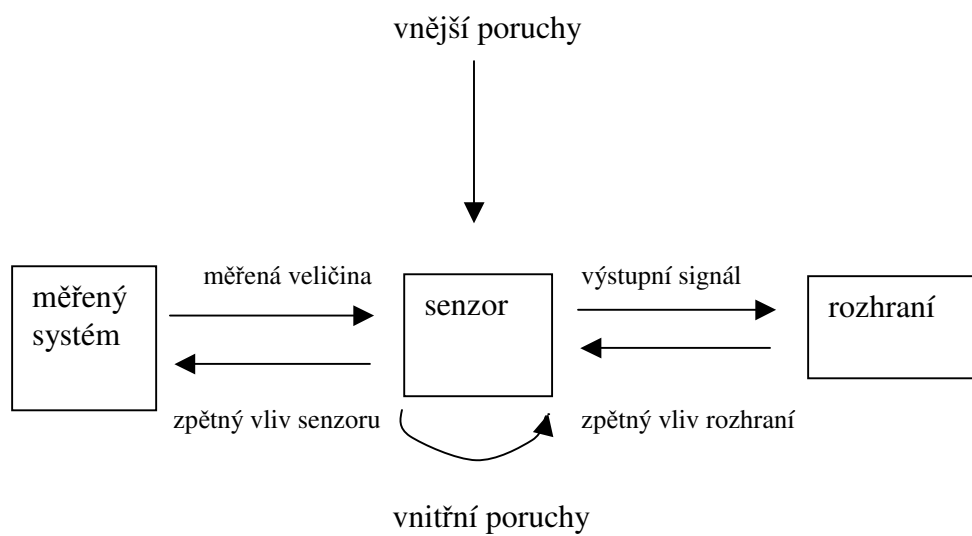 vnější poruchy
měřený
systém
měřená veličina
senzor
výstupní signál
rozhraní
zpětný vliv senzoru
zpětný vliv rozhraní
vnitřní poruchy